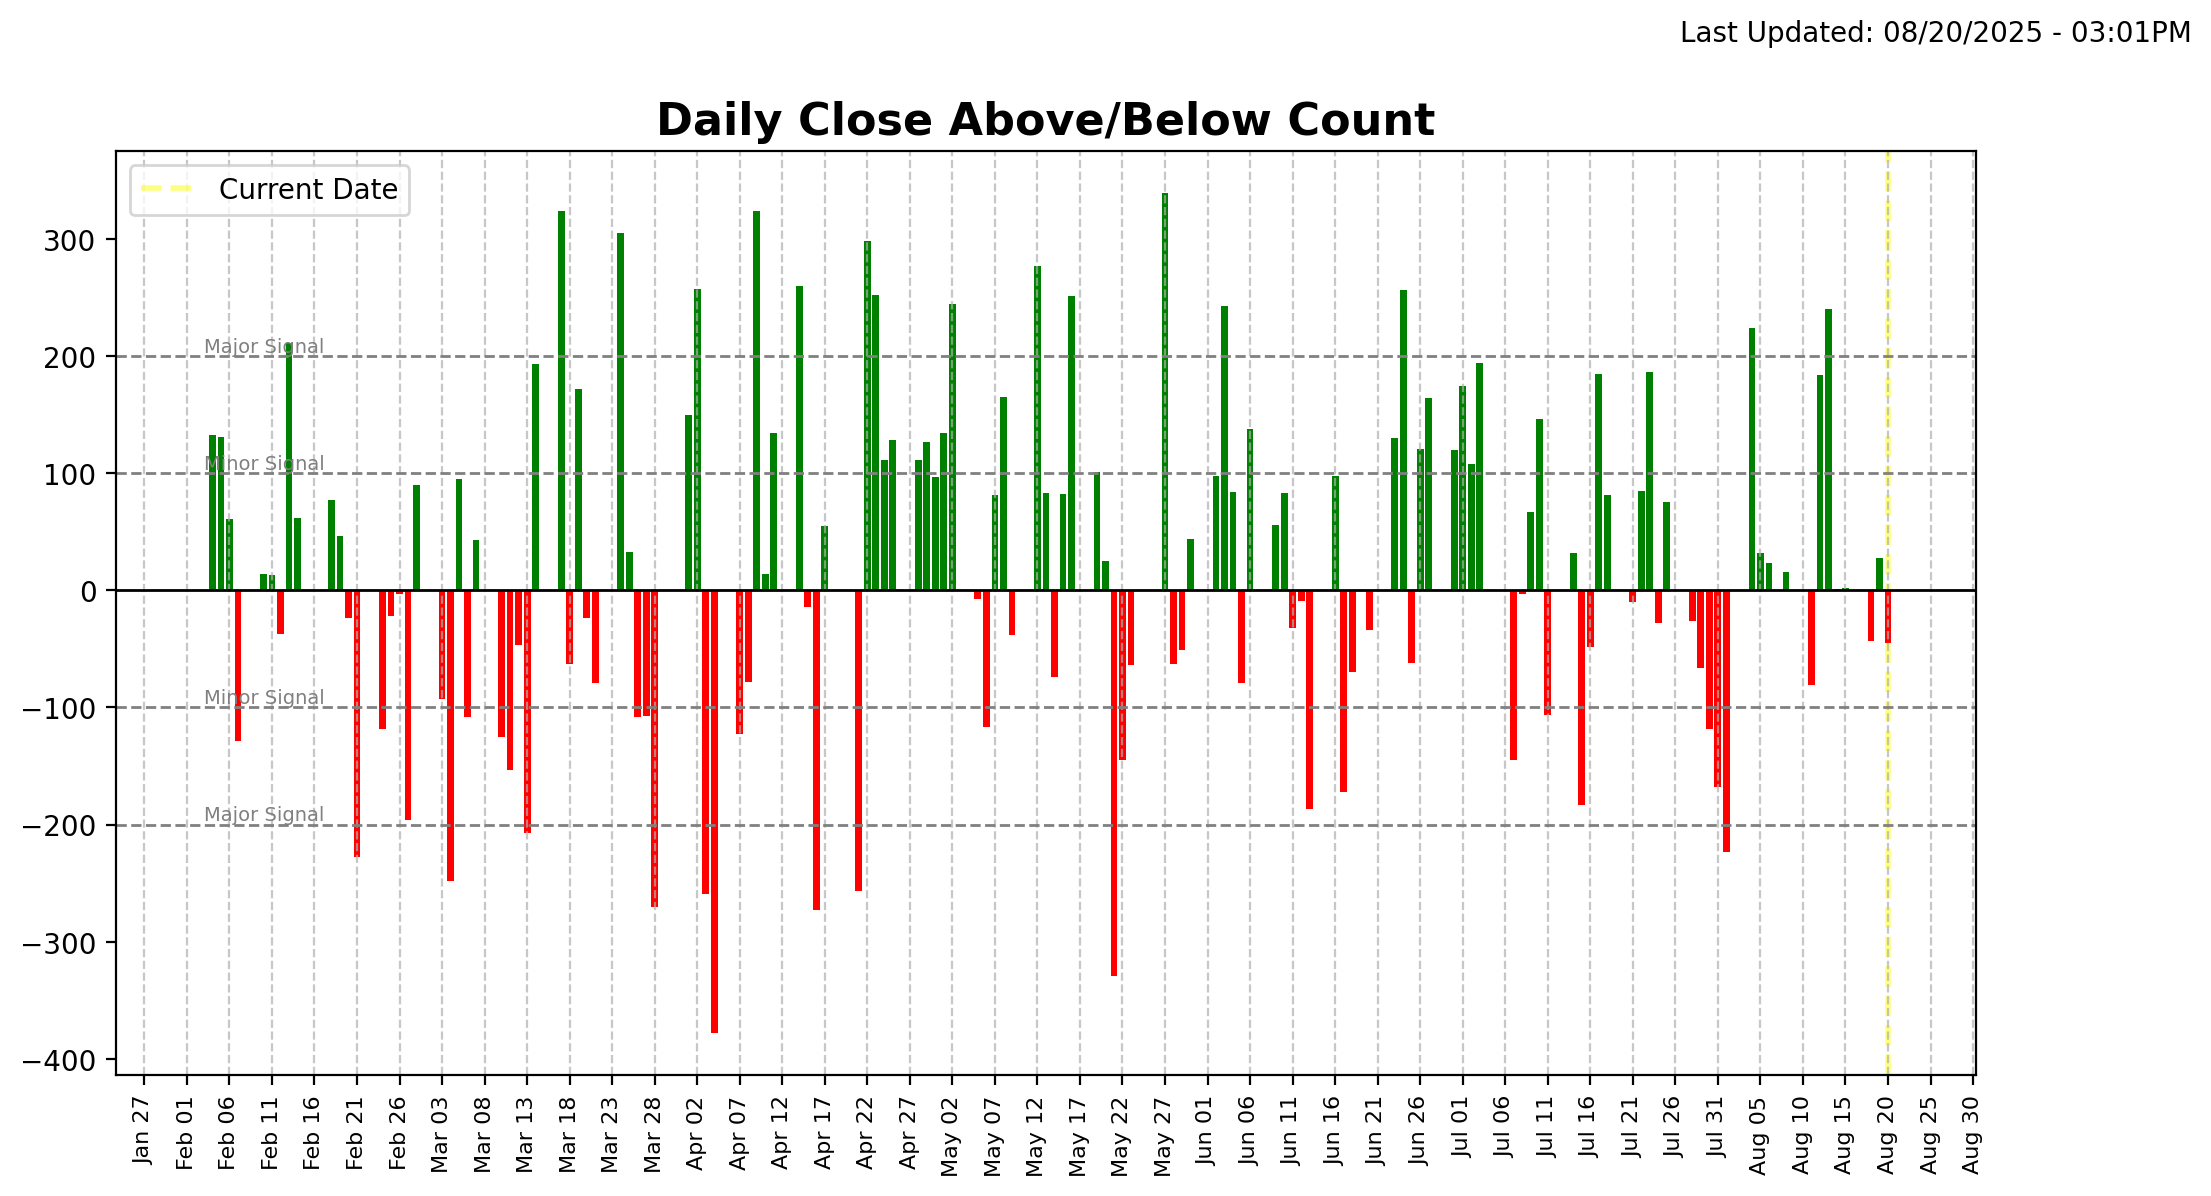 Last Updated: 08/20/2025 - 03:01PM
Daily Close Above/Below Count
Current Date
300
200
100
0
−100
−200
−300
−400
Major Signal
Minor Signal
Minor Signal
Major Signal
Jan 27
Feb 01
Feb 06
Feb 11
Feb 16
Feb 21
Feb 26
Mar 03
Mar 08
Mar 13
Mar 18
Mar 23
Mar 28
Apr 02
Apr 07
Apr 12
Apr 17
Apr 22
Apr 27
May 02
May 07
May 12
May 17
May 22
May 27
Jun 01
Jun 06
Jun 11
Jun 16
Jun 21
Jun 26
Jul 01
Jul 06
Jul 11
Jul 16
Jul 21
Jul 26
Jul 31
Aug 05
Aug 10
Aug 15
Aug 20
Aug 25
Aug 30